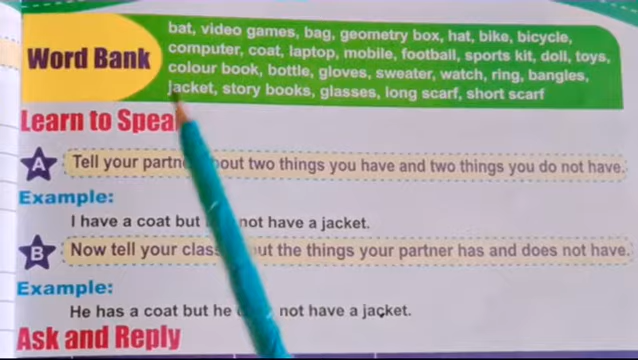 Word Bank
bat, video games, bag, geometry box, hat, bike, bicycle,
computer, coat, laptop, mobile, football, sports kit, doll, toys,
colour book, bottle, gloves, sweater, watch, ring, bangles,
jacket, story books, glasses, long scarf, short scarf
Learn to Spea
A Tell your partne bout two things you have and two things you do not have.
Example:
I have a coat but not have a jacket.
B Now tell your class ut the things your partner has and does not have.
Example:
He has a coat but he not have a jacket.
Ask and Reply